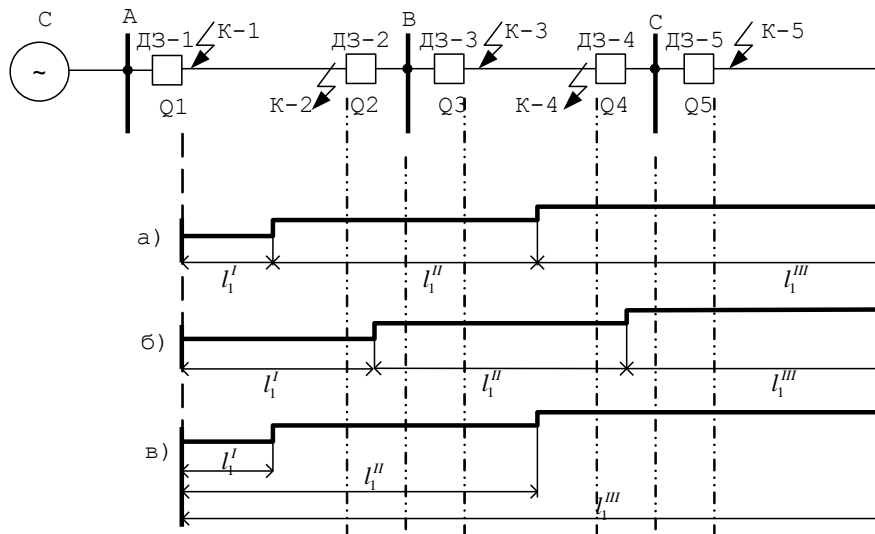 С А В С
ДЗ-1 К-1 ДЗ-2 ДЗ-3 К-3 ДЗ-4 ДЗ-5 К-5
~
Q1 К-2 Q2 Q3 К-4 Q4 Q5
а)
l₁ᴵ l₁ᴵᴵ l₁ᴵᴵᴵ
б)
l₁ᴵ l₁ᴵᴵ l₁ᴵᴵᴵ
в)
l₁ᴵ
l₁ᴵᴵ
l₁ᴵᴵᴵ